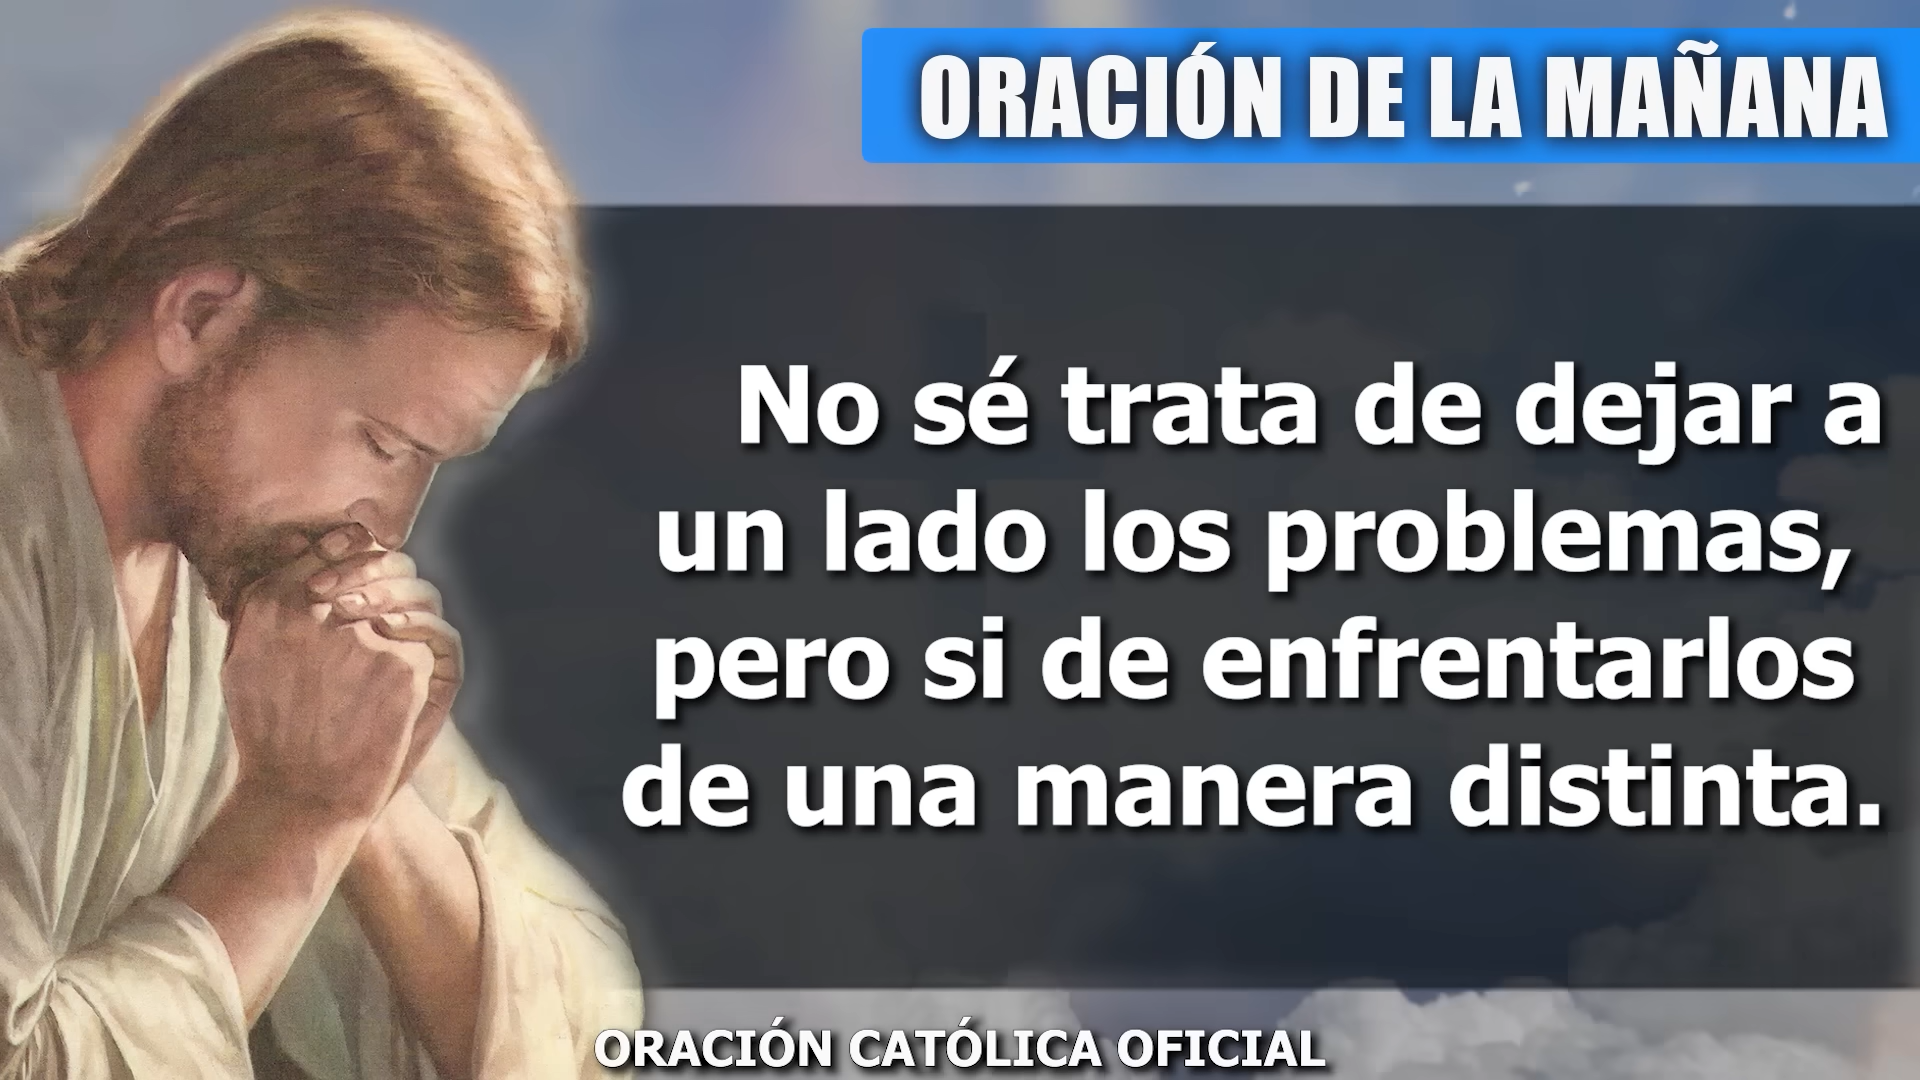 ORACIÓN DE LA MAÑANA
No sé trata de dejar a
un lado los problemas,
pero si de enfrentarlos
de una manera distinta.
ORACIÓN CATÓLICA OFICIAL